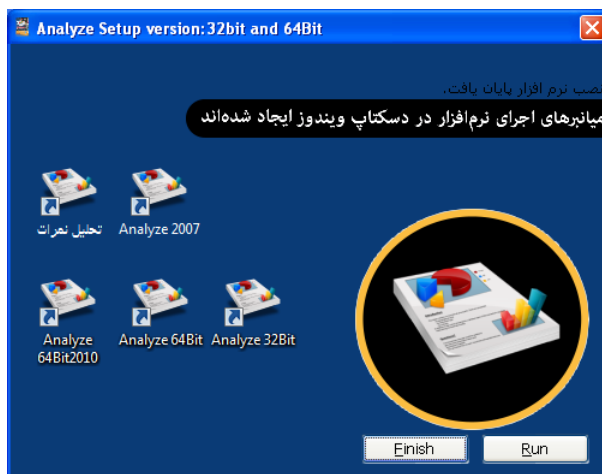 Analyze Setup version: 32bit and 64Bit
نصب نرم افزار پایان یافت.
میانبرهای اجرای نرم‌افزار در دسکتاپ ویندوز ایجاد شده‌اند
تحلیل نمرات
Analyze 2007
Analyze 64Bit2010
Analyze 64Bit
Analyze 32Bit
Finish
Run